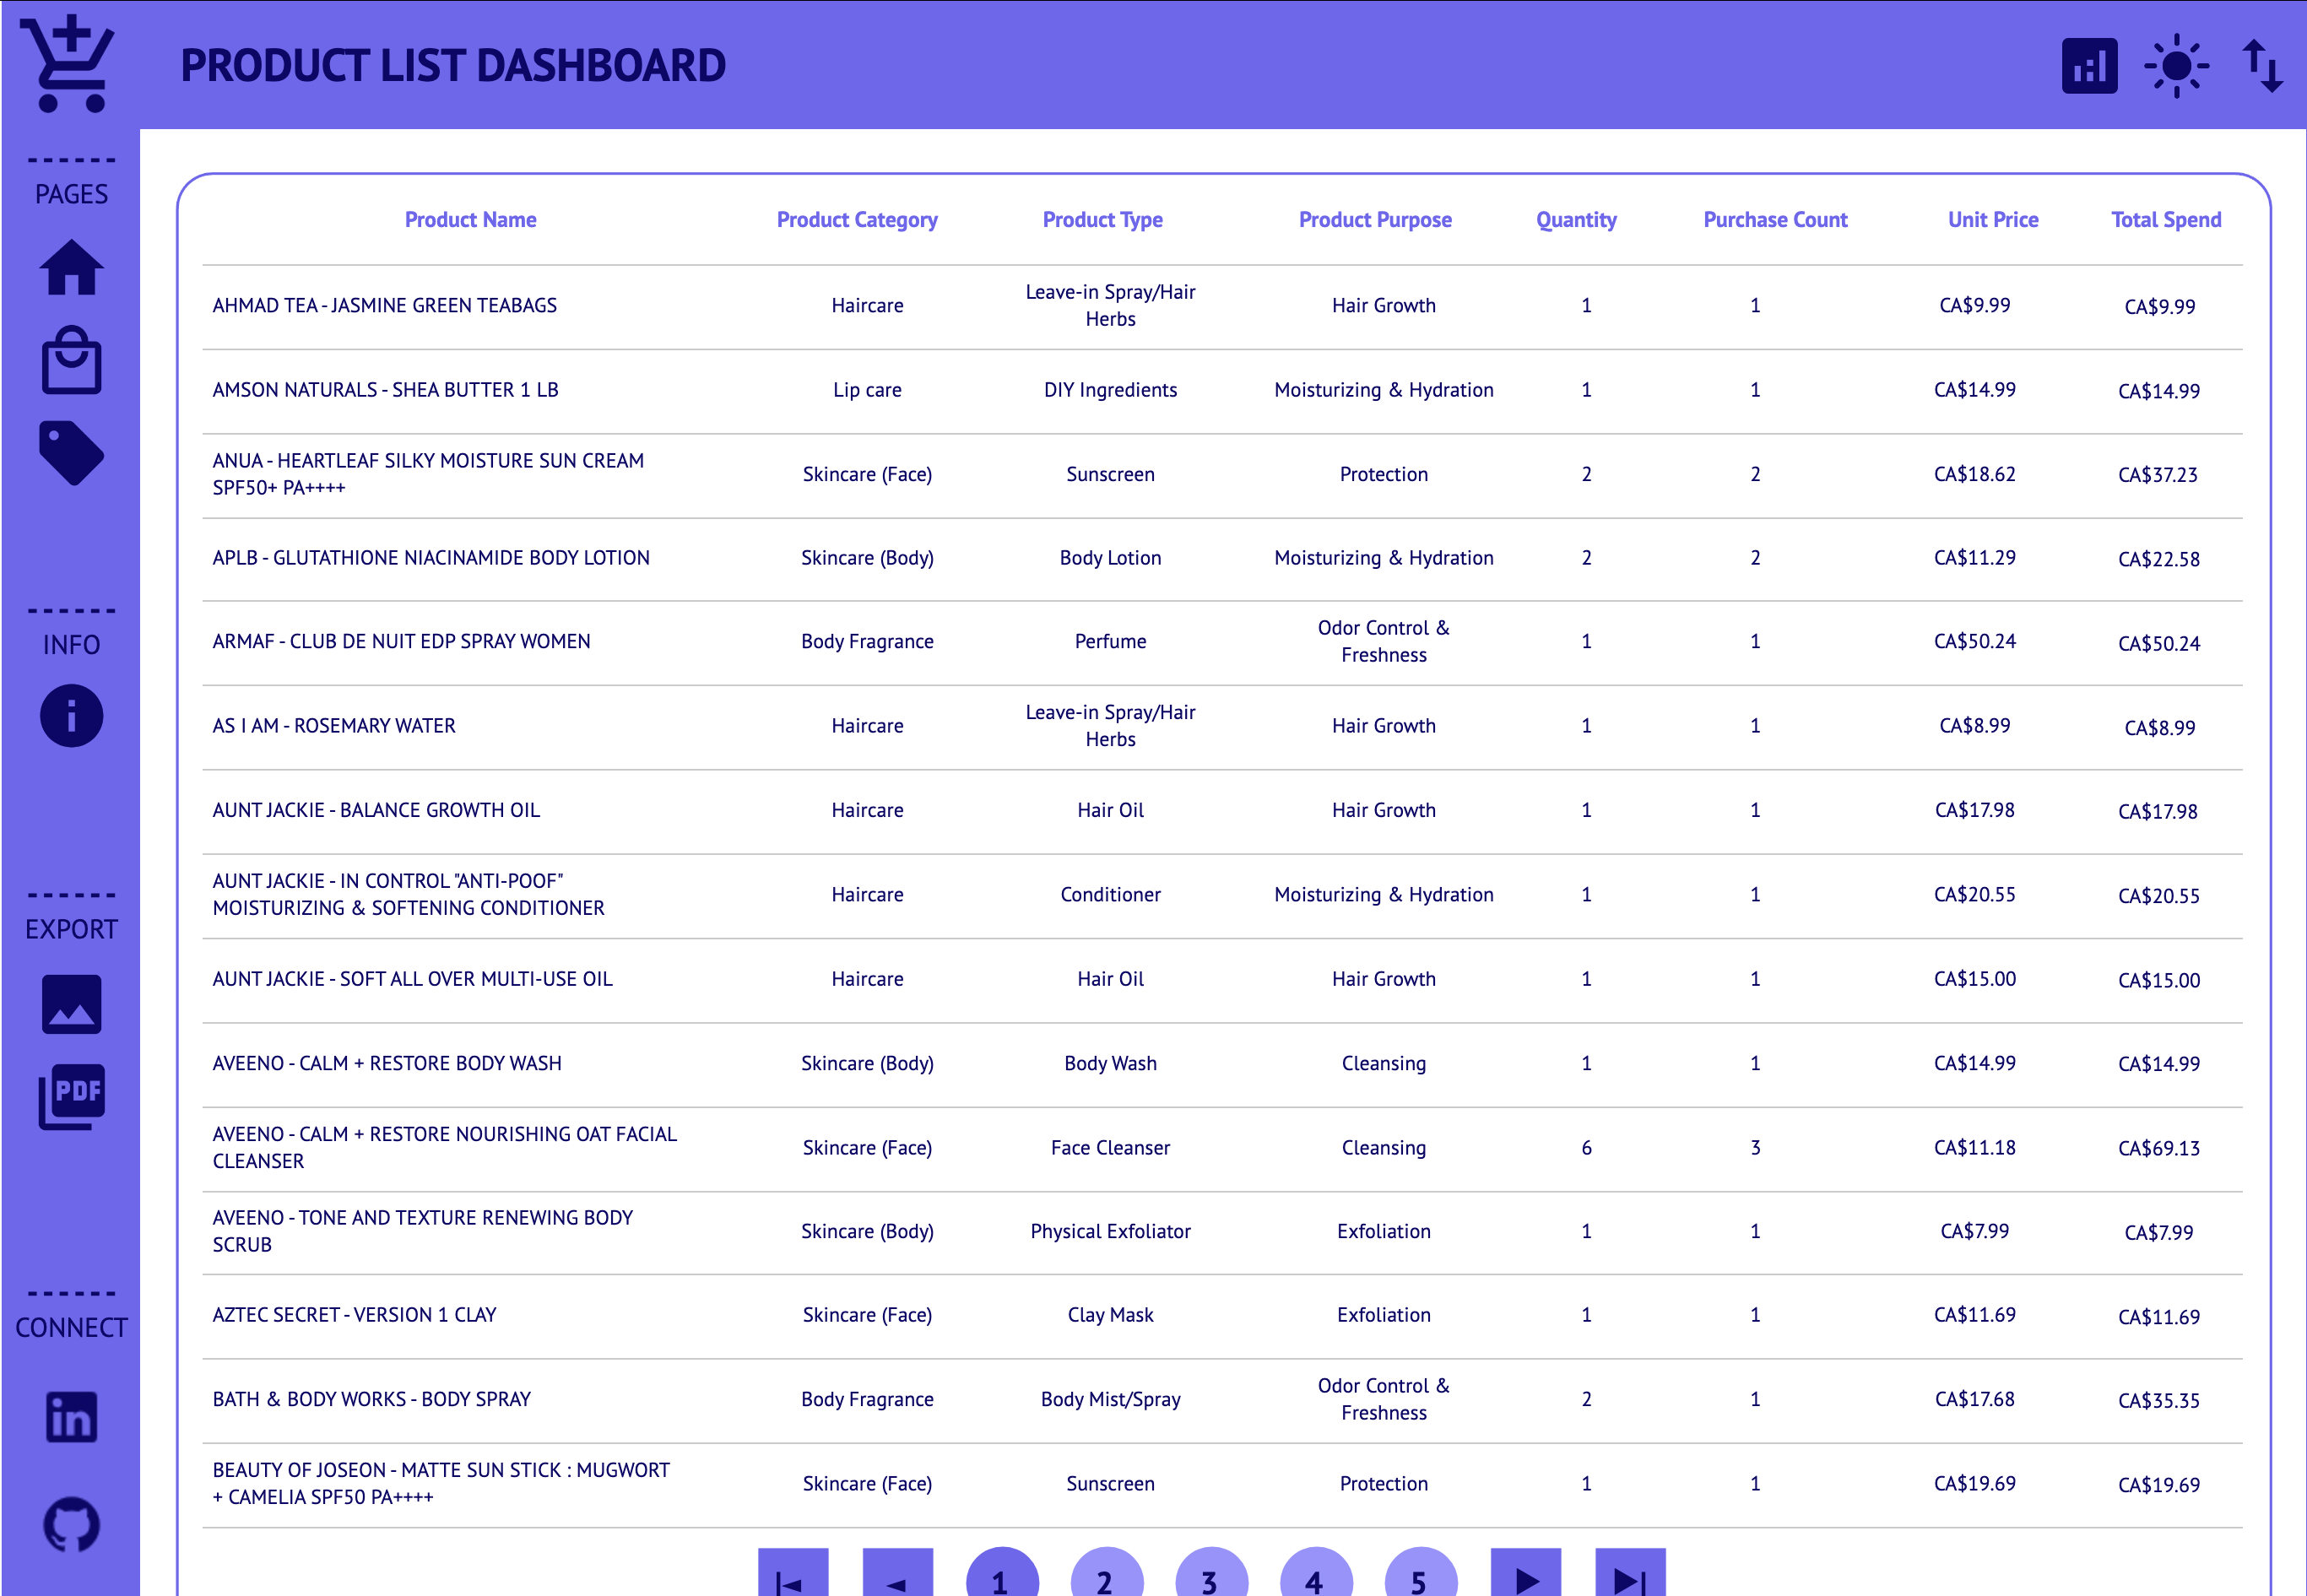 PRODUCT LIST DASHBOARD
PAGES
INFO
EXPORT
PDF
CONNECT
in
Product Name Product Category Product Type Product Purpose Quantity Purchase Count Unit Price Total Spend
AHMAD TEA - JASMINE GREEN TEABAGS Haircare Leave-in Spray/Hair Herbs Hair Growth 1 1 CA$9.99 CA$9.99
AMSON NATURALS - SHEA BUTTER 1 LB Lip care DIY Ingredients Moisturizing & Hydration 1 1 CA$14.99 CA$14.99
ANUA - HEARTLEAF SILKY MOISTURE SUN CREAM SPF50+ PA++++ Skincare (Face) Sunscreen Protection 2 2 CA$18.62 CA$37.23
APLB - GLUTATHIONE NIACINAMIDE BODY LOTION Skincare (Body) Body Lotion Moisturizing & Hydration 2 2 CA$11.29 CA$22.58
ARMAF - CLUB DE NUIT EDP SPRAY WOMEN Body Fragrance Perfume Odor Control & Freshness 1 1 CA$50.24 CA$50.24
AS I AM - ROSEMARY WATER Haircare Leave-in Spray/Hair Herbs Hair Growth 1 1 CA$8.99 CA$8.99
AUNT JACKIE - BALANCE GROWTH OIL Haircare Hair Oil Hair Growth 1 1 CA$17.98 CA$17.98
AUNT JACKIE - IN CONTROL "ANTI-POOF" MOISTURIZING & SOFTENING CONDITIONER Haircare Conditioner Moisturizing & Hydration 1 1 CA$20.55 CA$20.55
AUNT JACKIE - SOFT ALL OVER MULTI-USE OIL Haircare Hair Oil Hair Growth 1 1 CA$15.00 CA$15.00
AVEENO - CALM + RESTORE BODY WASH Skincare (Body) Body Wash Cleansing 1 1 CA$14.99 CA$14.99
AVEENO - CALM + RESTORE NOURISHING OAT FACIAL CLEANSER Skincare (Face) Face Cleanser Cleansing 6 3 CA$11.18 CA$69.13
AVEENO - TONE AND TEXTURE RENEWING BODY SCRUB Skincare (Body) Physical Exfoliator Exfoliation 1 1 CA$7.99 CA$7.99
AZTEC SECRET - VERSION 1 CLAY Skincare (Face) Clay Mask Exfoliation 1 1 CA$11.69 CA$11.69
BATH & BODY WORKS - BODY SPRAY Body Fragrance Body Mist/Spray Odor Control & Freshness 2 1 CA$17.68 CA$35.35
BEAUTY OF JOSEON - MATTE SUN STICK : MUGWORT + CAMELIA SPF50 PA++++ Skincare (Face) Sunscreen Protection 1 1 CA$19.69 CA$19.69
1 2 3 4 5